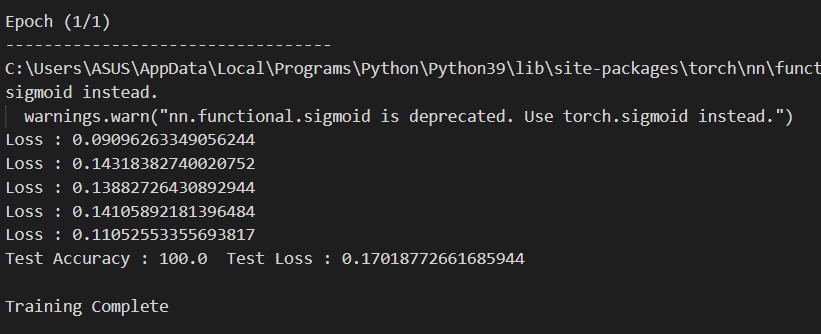 Epoch (1/1)
----------------------------------
C:\Users\ASUS\AppData\Local\Programs\Python\Python39\lib\site-packages\torch\nn\funct
sigmoid instead.
warnings.warn("nn.functional.sigmoid is deprecated. Use torch.sigmoid instead.")
Loss : 0.09096263349056244
Loss : 0.14318382740020752
Loss : 0.13882726430892944
Loss : 0.14105892181396484
Loss : 0.11052553355693817
Test Accuracy : 100.0  Test Loss : 0.17018772661685944
Training Complete